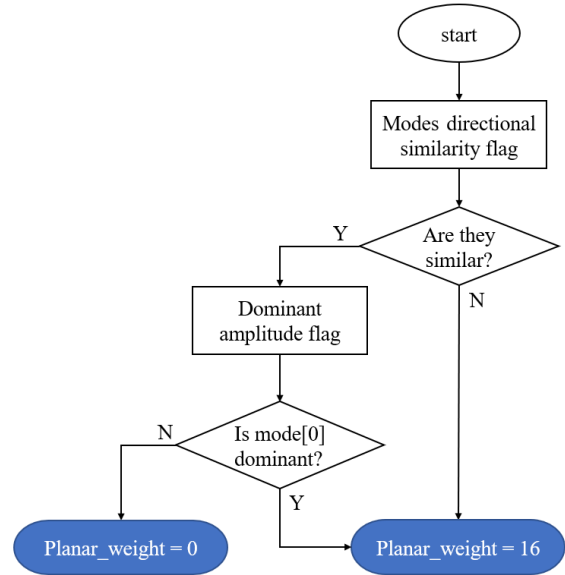 start
Modes directional
similarity flag
Are they
similar?
Y
N
Dominant
amplitude flag
Is mode[0]
dominant?
N
Y
Planar_weight = 0
Planar_weight = 16